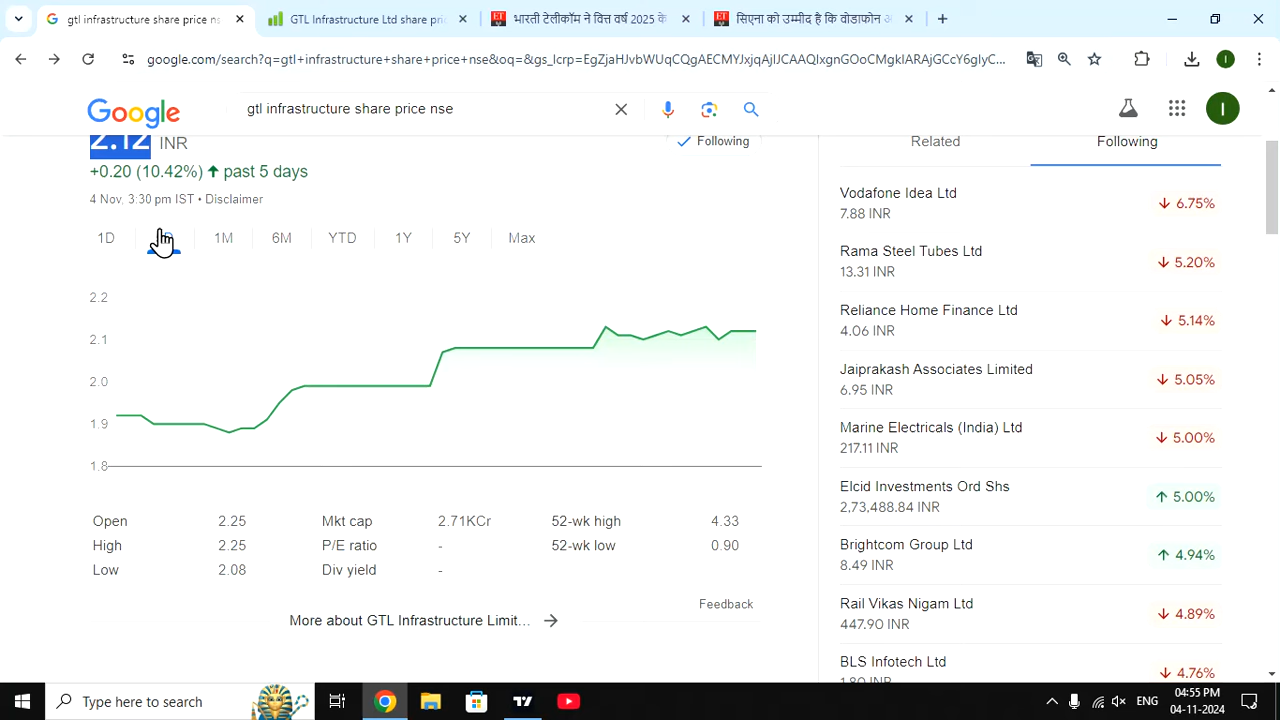 gtl infrastructure share price ns
GTL Infrastructure Ltd share pri
भारती टेलीकॉम ने वित्त वर्ष 2025 के
सिएना को उम्मीद है कि वोडाफोन अ
google.com/search?q=gtl+infrastructure+share+price+nse&oq=&gs_lcrp=EgZjaHJvbWUqCQgAECMYJxjqAjIJCAAQIxgnGOoCMgkIARAjGCcY6gIyC...
I
Google
gtl infrastructure share price nse
I
2.12 INR
Following
+0.20 (10.42%) ↑ past 5 days
4 Nov, 3:30 pm IST • Disclaimer
1D
1M
6M
YTD
1Y
5Y
Max
2.2
2.1
2.0
1.9
1.8
Open 2.25 Mkt cap 2.71KCr 52-wk high 4.33
High 2.25 P/E ratio - 52-wk low 0.90
Low 2.08 Div yield -
Feedback
More about GTL Infrastructure Limit... →
Related
Following
Vodafone Idea Ltd
7.88 INR
↓ 6.75%
Rama Steel Tubes Ltd
13.31 INR
↓ 5.20%
Reliance Home Finance Ltd
4.06 INR
↓ 5.14%
Jaiprakash Associates Limited
6.95 INR
↓ 5.05%
Marine Electricals (India) Ltd
217.11 INR
↓ 5.00%
Elcid Investments Ord Shs
2,73,488.84 INR
↑ 5.00%
Brightcom Group Ltd
8.49 INR
↑ 4.94%
Rail Vikas Nigam Ltd
447.90 INR
↓ 4.89%
BLS Infotech Ltd
1.80 INR
↓ 4.76%
Type here to search
ENG
04:55 PM
04-11-2024